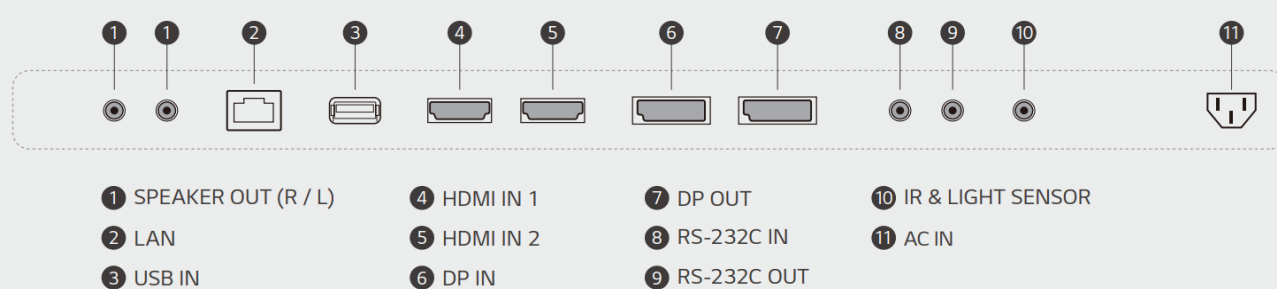 1 1 2 3 4 5 6 7 8 9 10 11
1 SPEAKER OUT (R / L)
2 LAN
3 USB IN
4 HDMI IN 1
5 HDMI IN 2
6 DP IN
7 DP OUT
8 RS-232C IN
9 RS-232C OUT
10 IR & LIGHT SENSOR
11 AC IN